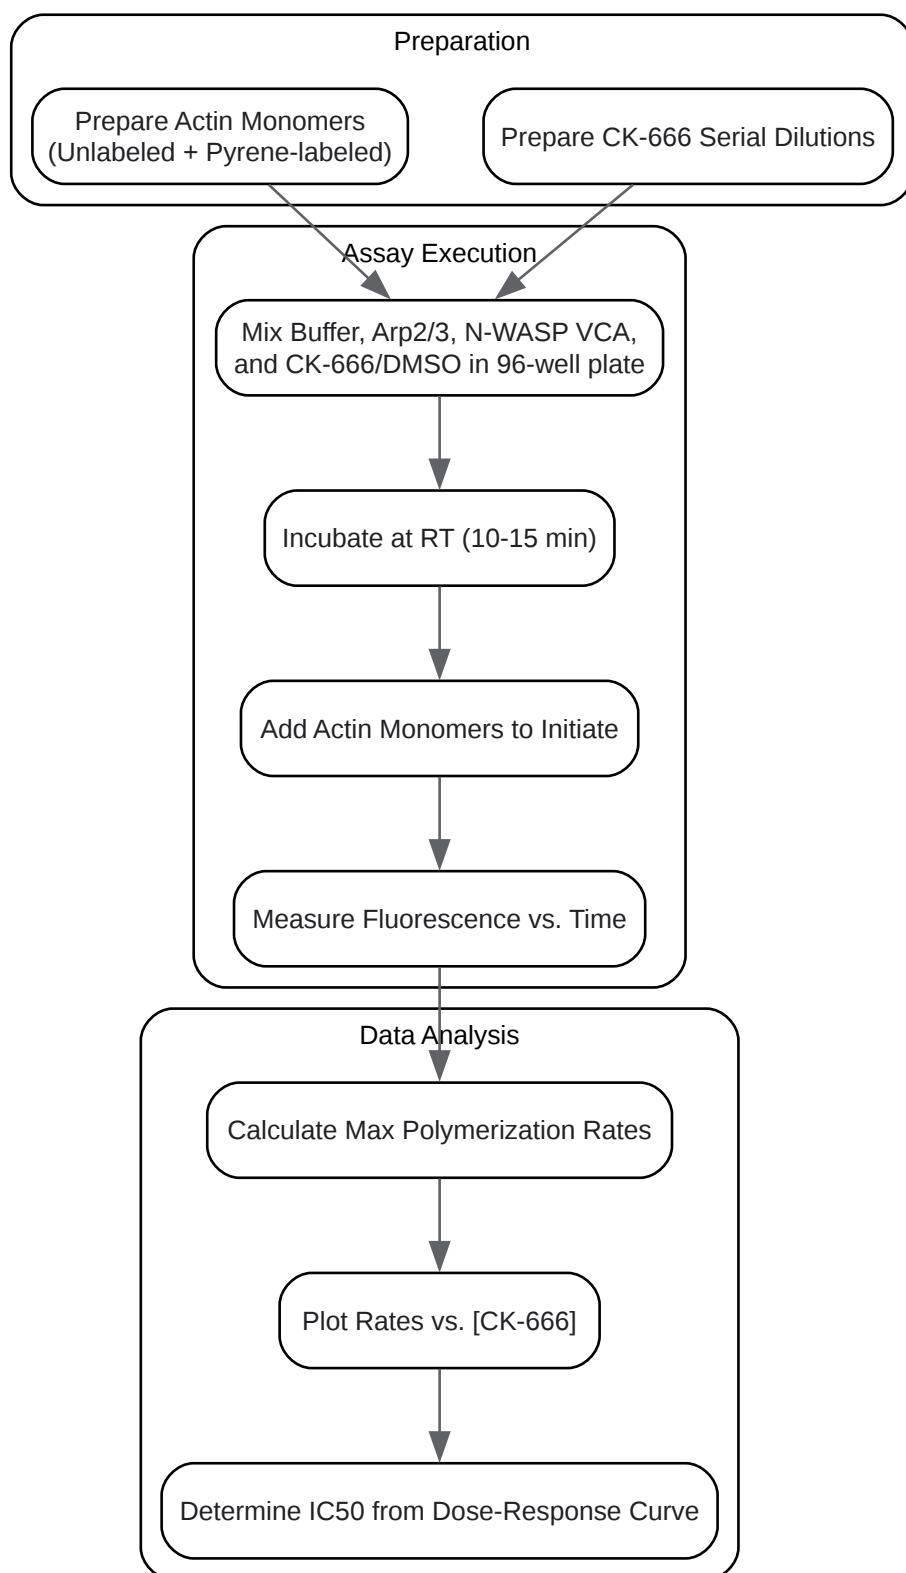 Preparation
Prepare Actin Monomers
(Unlabeled + Pyrene-labeled)
Prepare CK-666 Serial Dilutions
Assay Execution
Mix Buffer, Arp2/3, N-WASP VCA,
and CK-666/DMSO in 96-well plate
Incubate at RT (10-15 min)
Add Actin Monomers to Initiate
Measure Fluorescence vs. Time
Data Analysis
Calculate Max Polymerization Rates
Plot Rates vs. [CK-666]
Determine IC50 from Dose-Response Curve